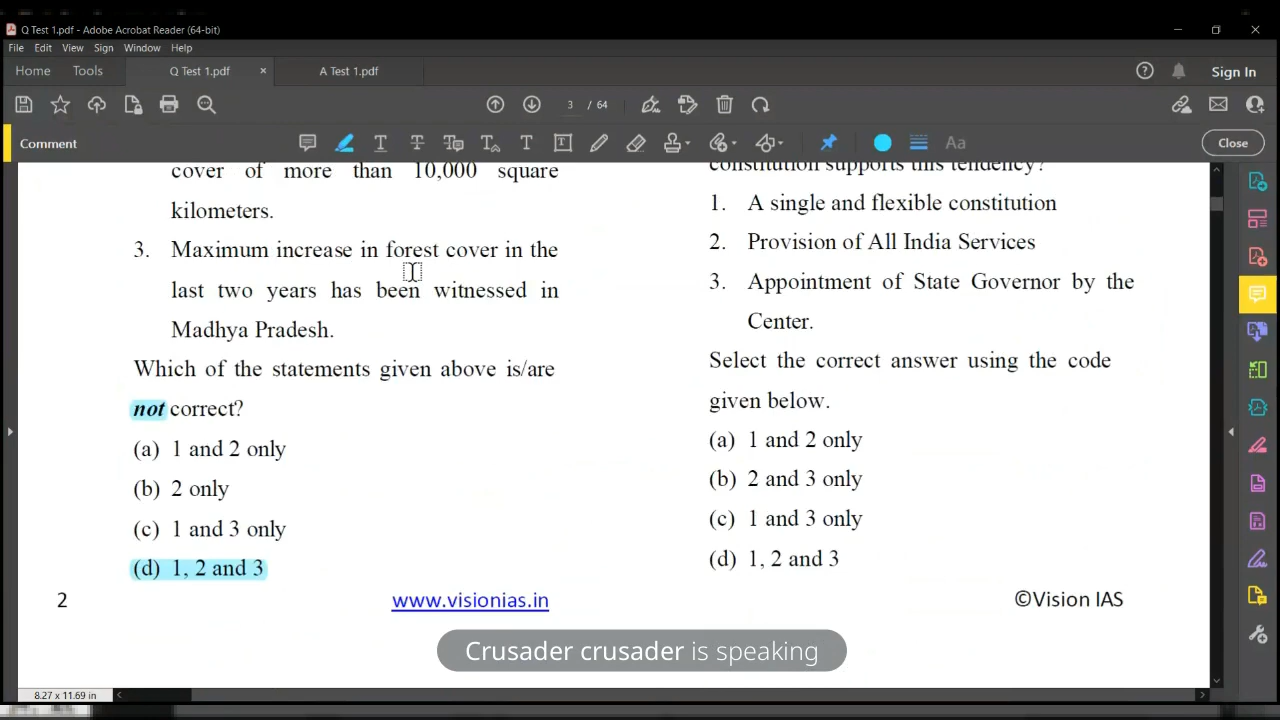 Q Test 1.pdf - Adobe Acrobat Reader (64-bit)
File Edit View Sign Window Help
Home Tools Q Test 1.pdf × A Test 1.pdf Sign In
3 / 64
Comment Close
cover of more than 10,000 square
kilometers.
3. Maximum increase in forest cover in the
last two years has been witnessed in
Madhya Pradesh.
Which of the statements given above is/are
not correct?
(a) 1 and 2 only
(b) 2 only
(c) 1 and 3 only
(d) 1, 2 and 3
constitution supports this tendency?
1. A single and flexible constitution
2. Provision of All India Services
3. Appointment of State Governor by the
Center.
Select the correct answer using the code
given below.
(a) 1 and 2 only
(b) 2 and 3 only
(c) 1 and 3 only
(d) 1, 2 and 3
2 www.visionias.in ©Vision IAS
Crusader crusader is speaking
8.27 x 11.69 in